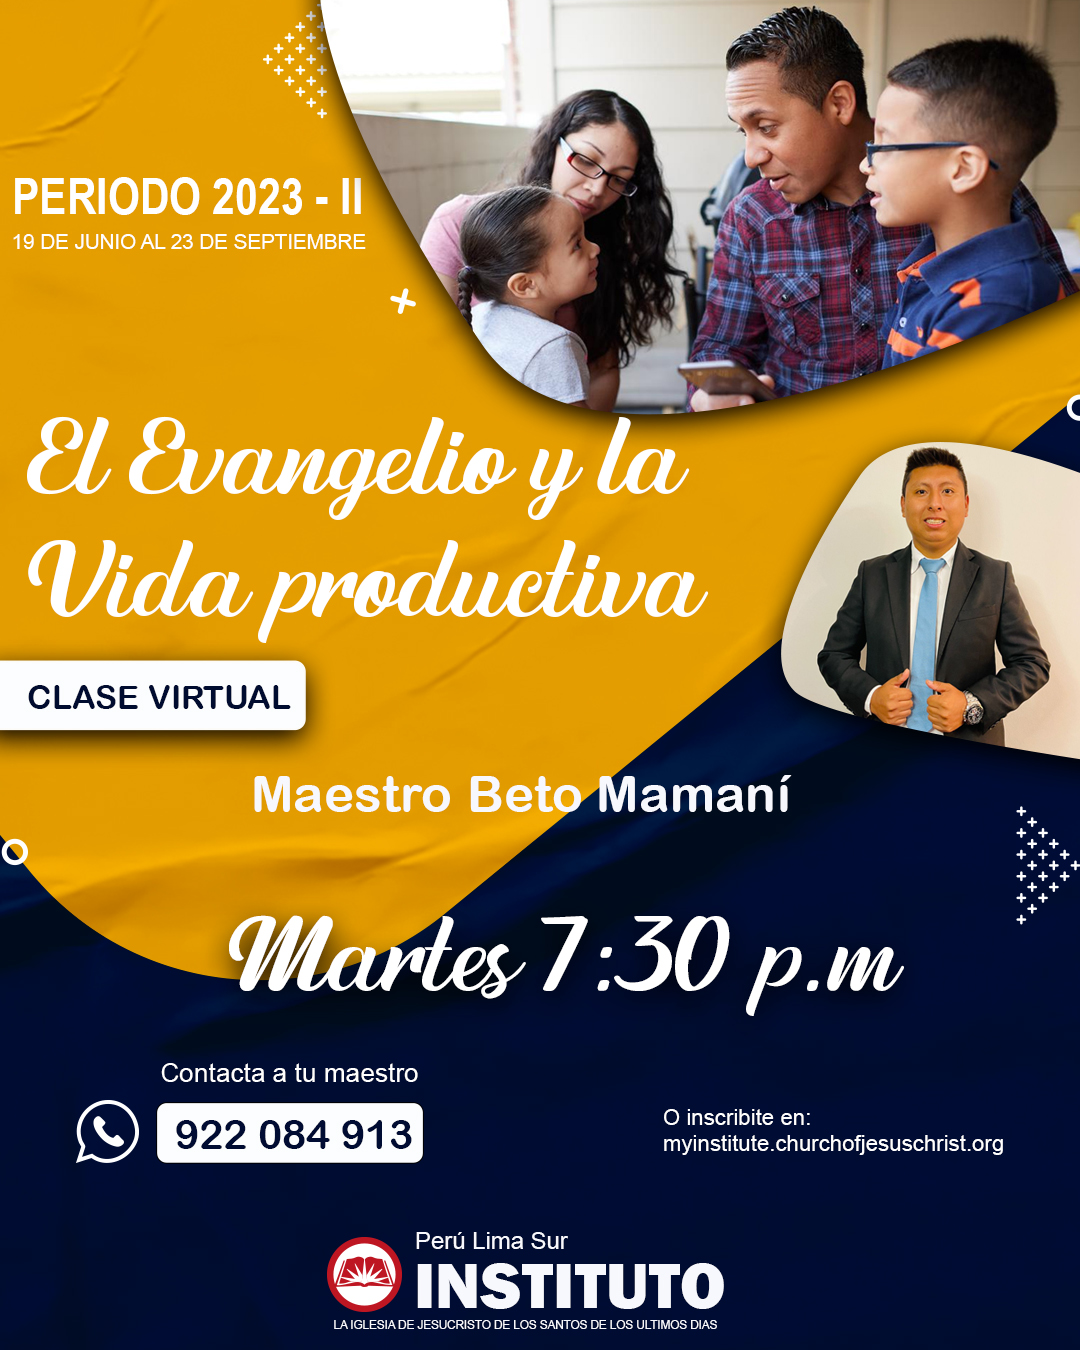 PERIODO 2023 - II
19 DE JUNIO AL 23 DE SEPTIEMBRE
El Evangelio y la
Vida productiva
CLASE VIRTUAL
Maestro Beto Mamaní
Martes 7:30 p.m
Contacta a tu maestro
922 084 913
O inscribite en:
myinstitute.churchofjesuschrist.org
Perú Lima Sur
INSTITUTO
LA IGLESIA DE JESUCRISTO DE LOS SANTOS DE LOS ULTIMOS DIAS